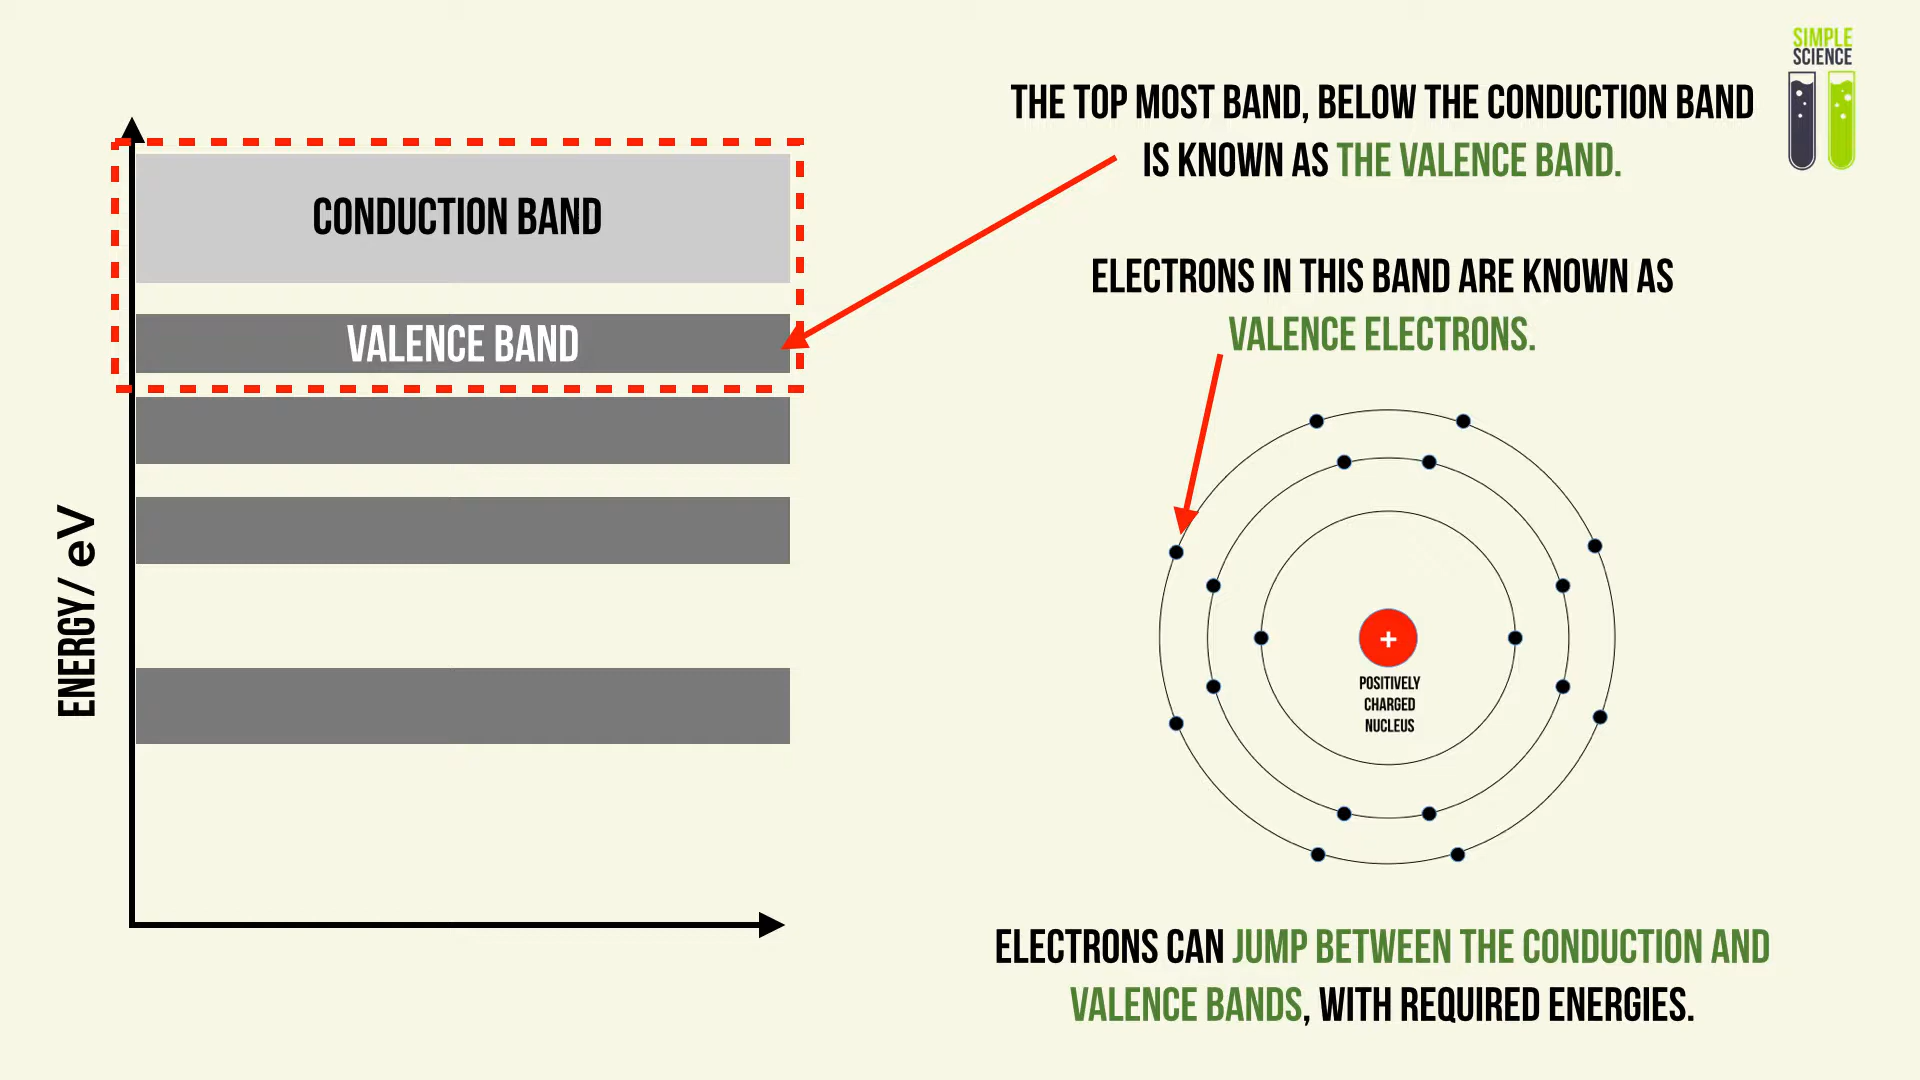 SIMPLE
SCIENCE
THE TOP MOST BAND, BELOW THE CONDUCTION BAND
IS KNOWN AS THE VALENCE BAND.
CONDUCTION BAND
ELECTRONS IN THIS BAND ARE KNOWN AS
VALENCE ELECTRONS.
VALENCE BAND
ENERGY/ eV
+
POSITIVELY
CHARGED
NUCLEUS
ELECTRONS CAN JUMP BETWEEN THE CONDUCTION AND
VALENCE BANDS, WITH REQUIRED ENERGIES.